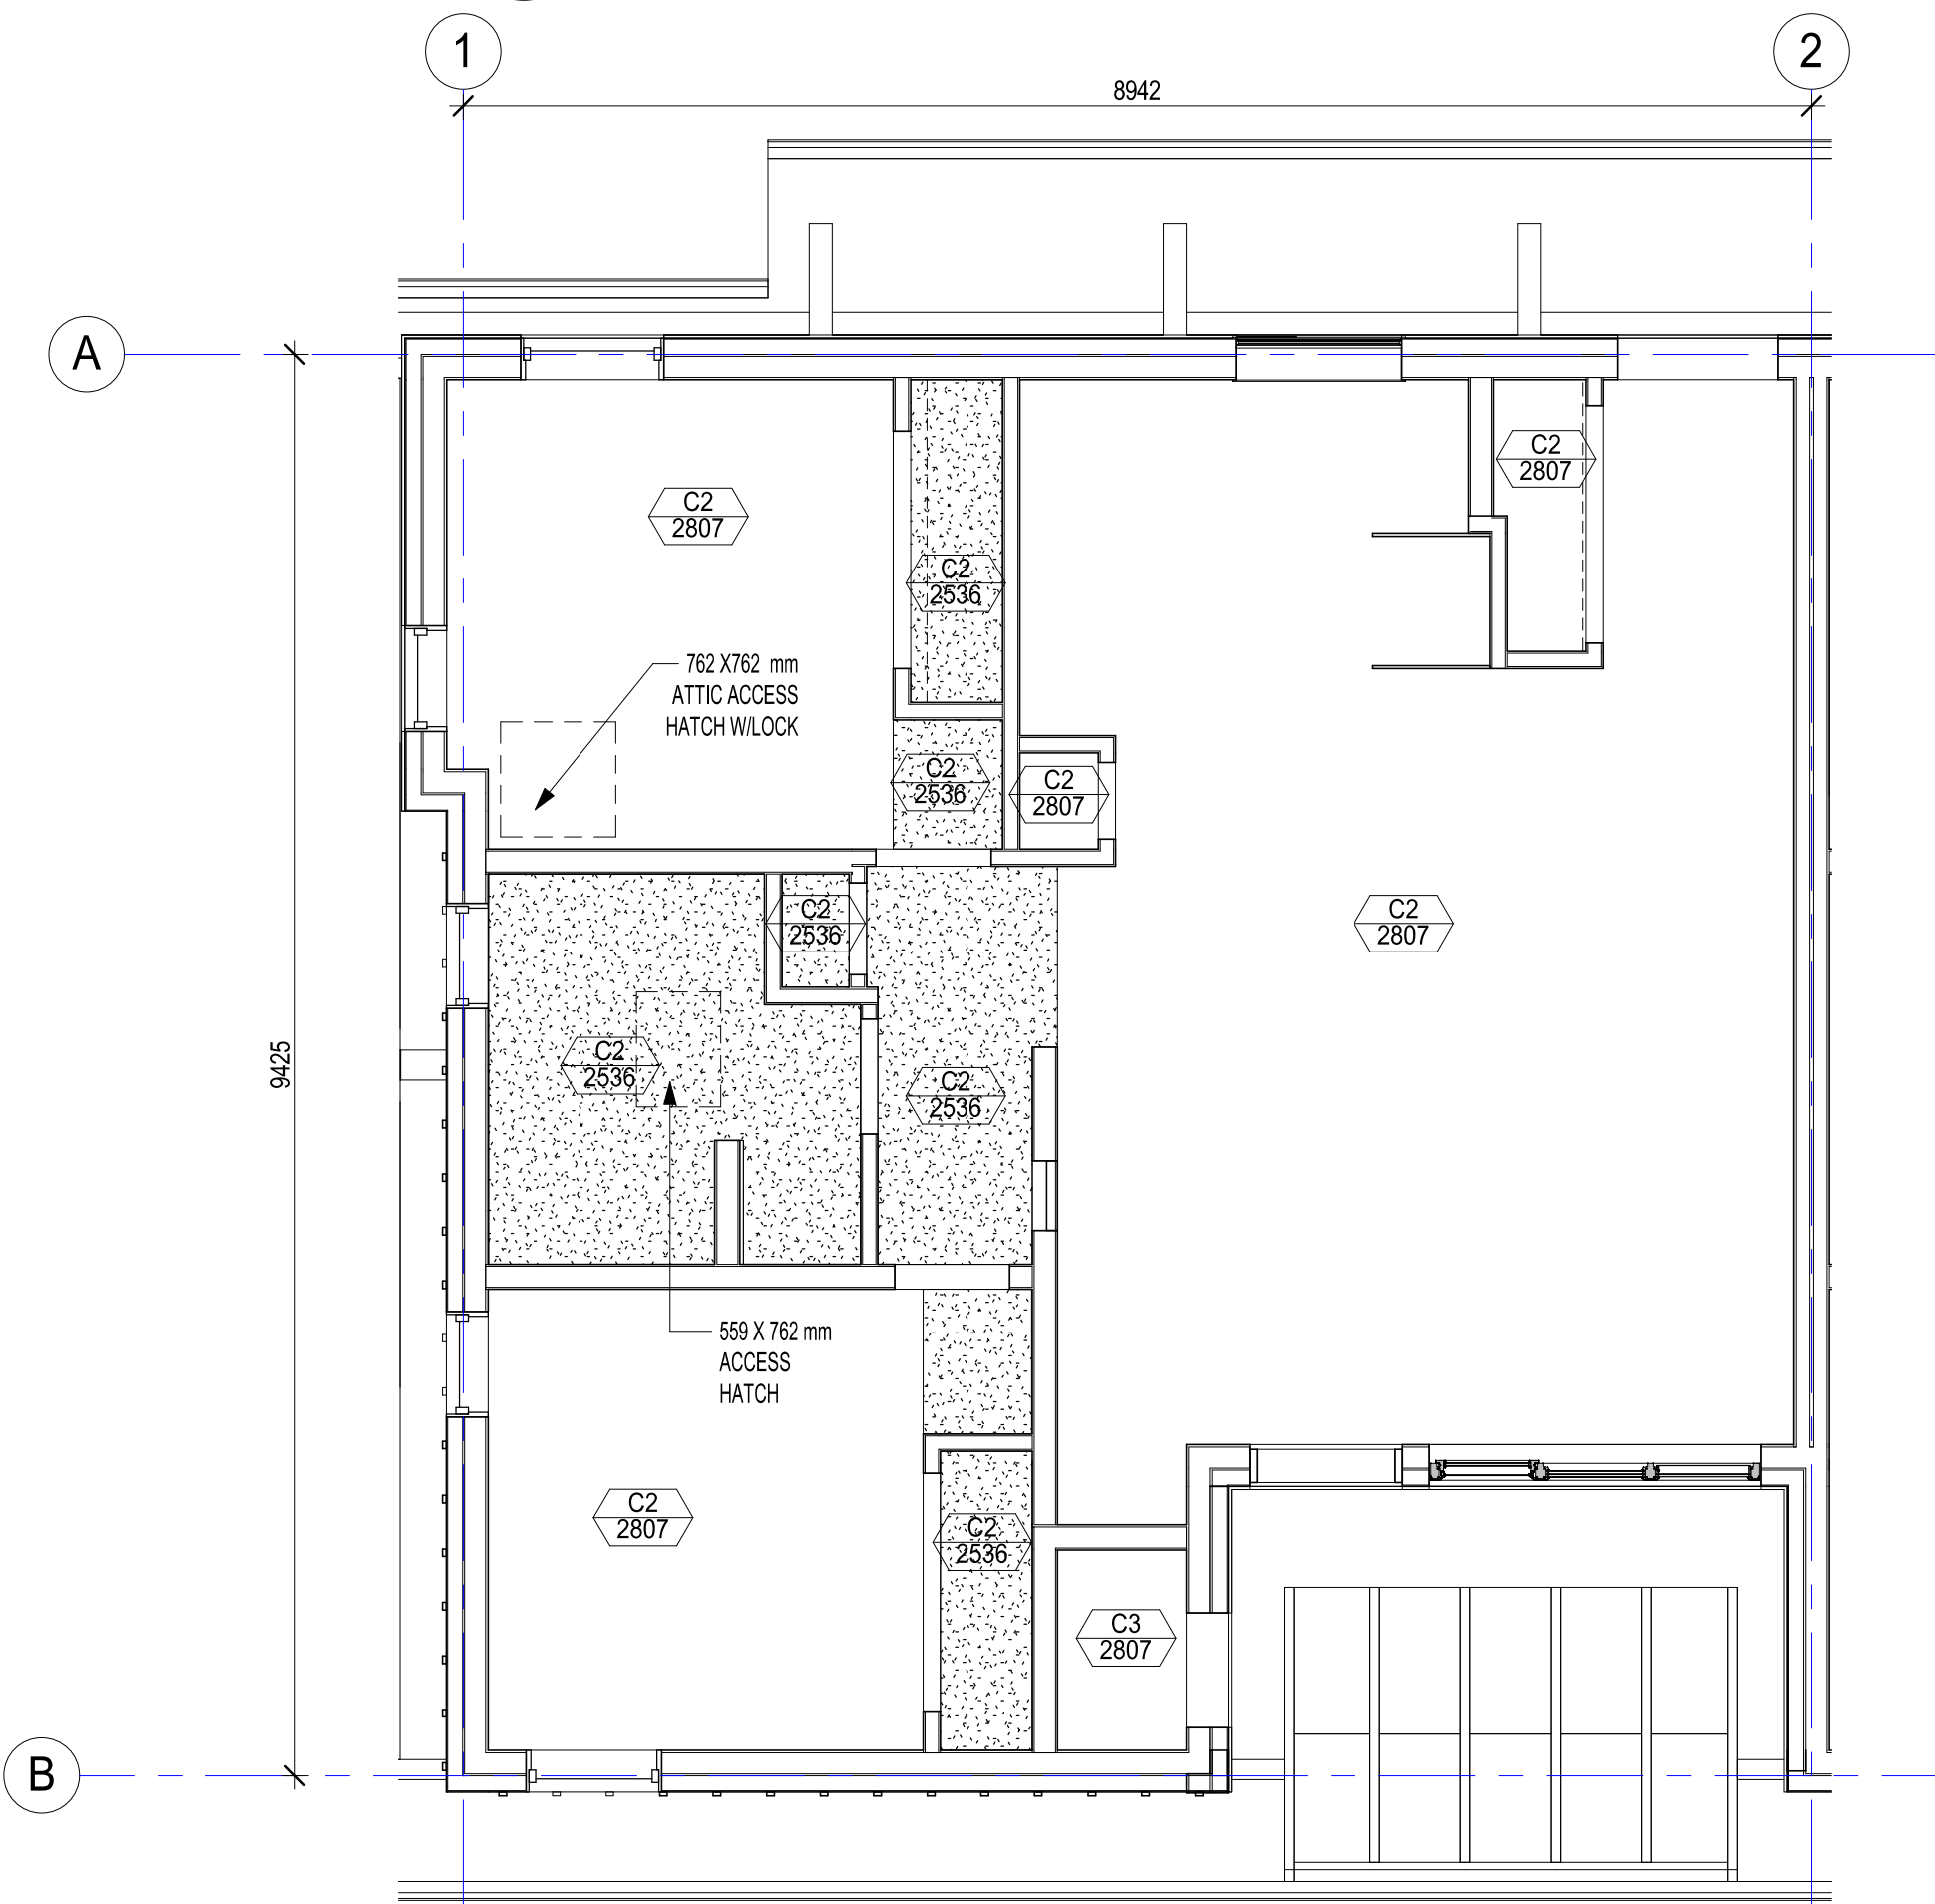 1
2
8942
A
C2
2807
C2
2807
C2
2536
762 X762 mm
ATTIC ACCESS
HATCH W/LOCK
C2
2536
C2
2807
C2
2536
C2
2807
9425
C2
2536
C2
2536
559 X 762 mm
ACCESS
HATCH
C2
2807
C2
2536
C3
2807
B